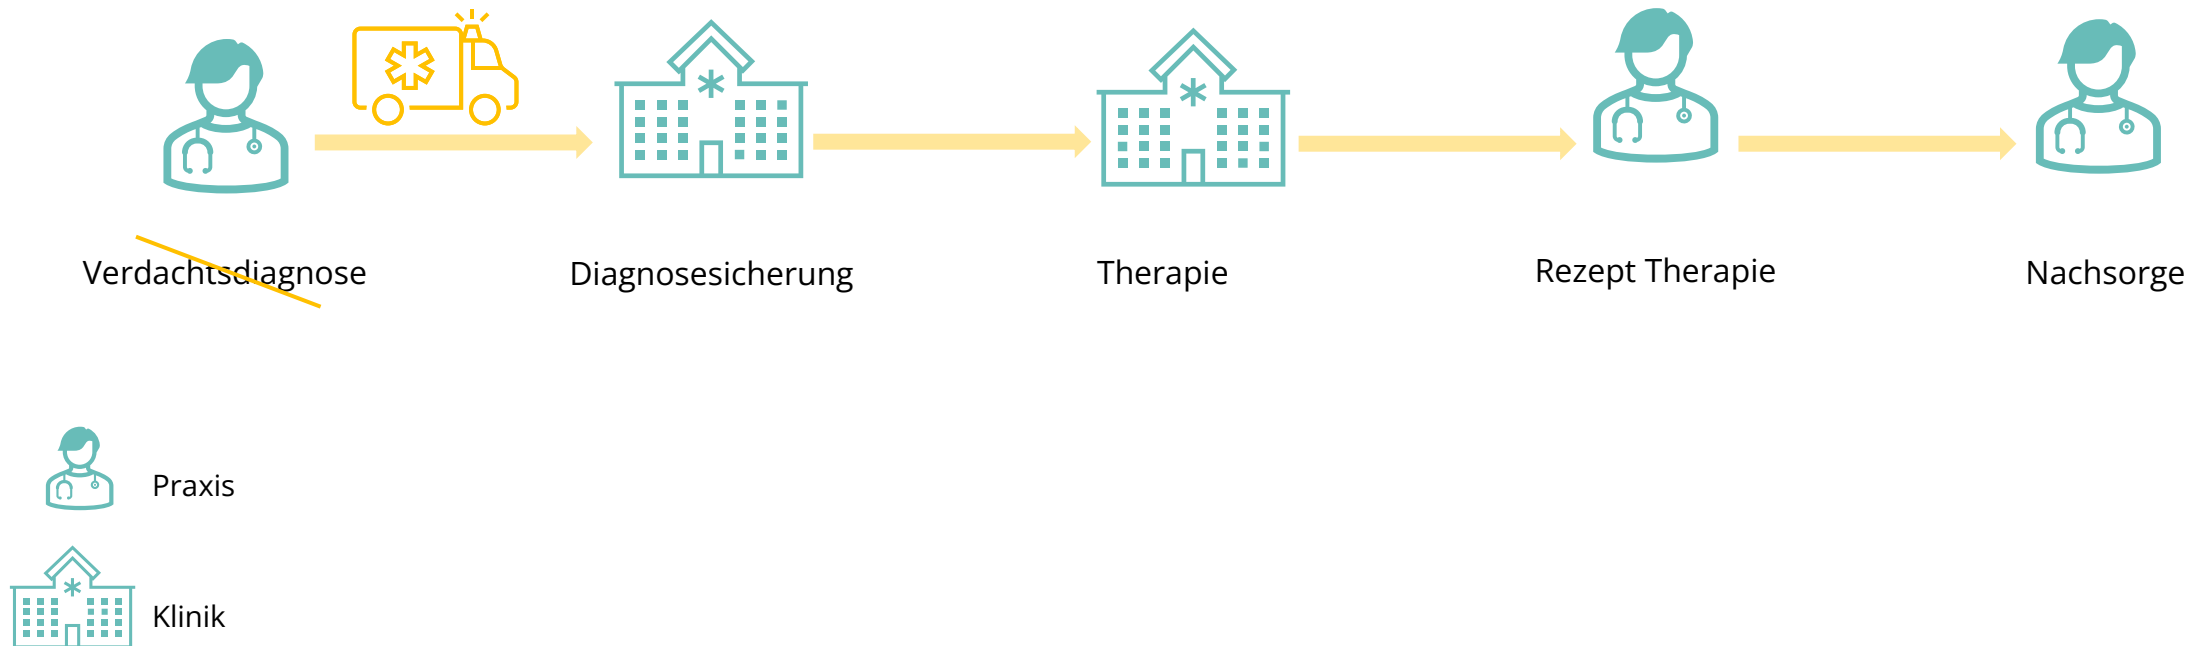 Verdachtsdiagnose
Diagnosesicherung
Therapie
Rezept Therapie
Nachsorge
Praxis
Klinik